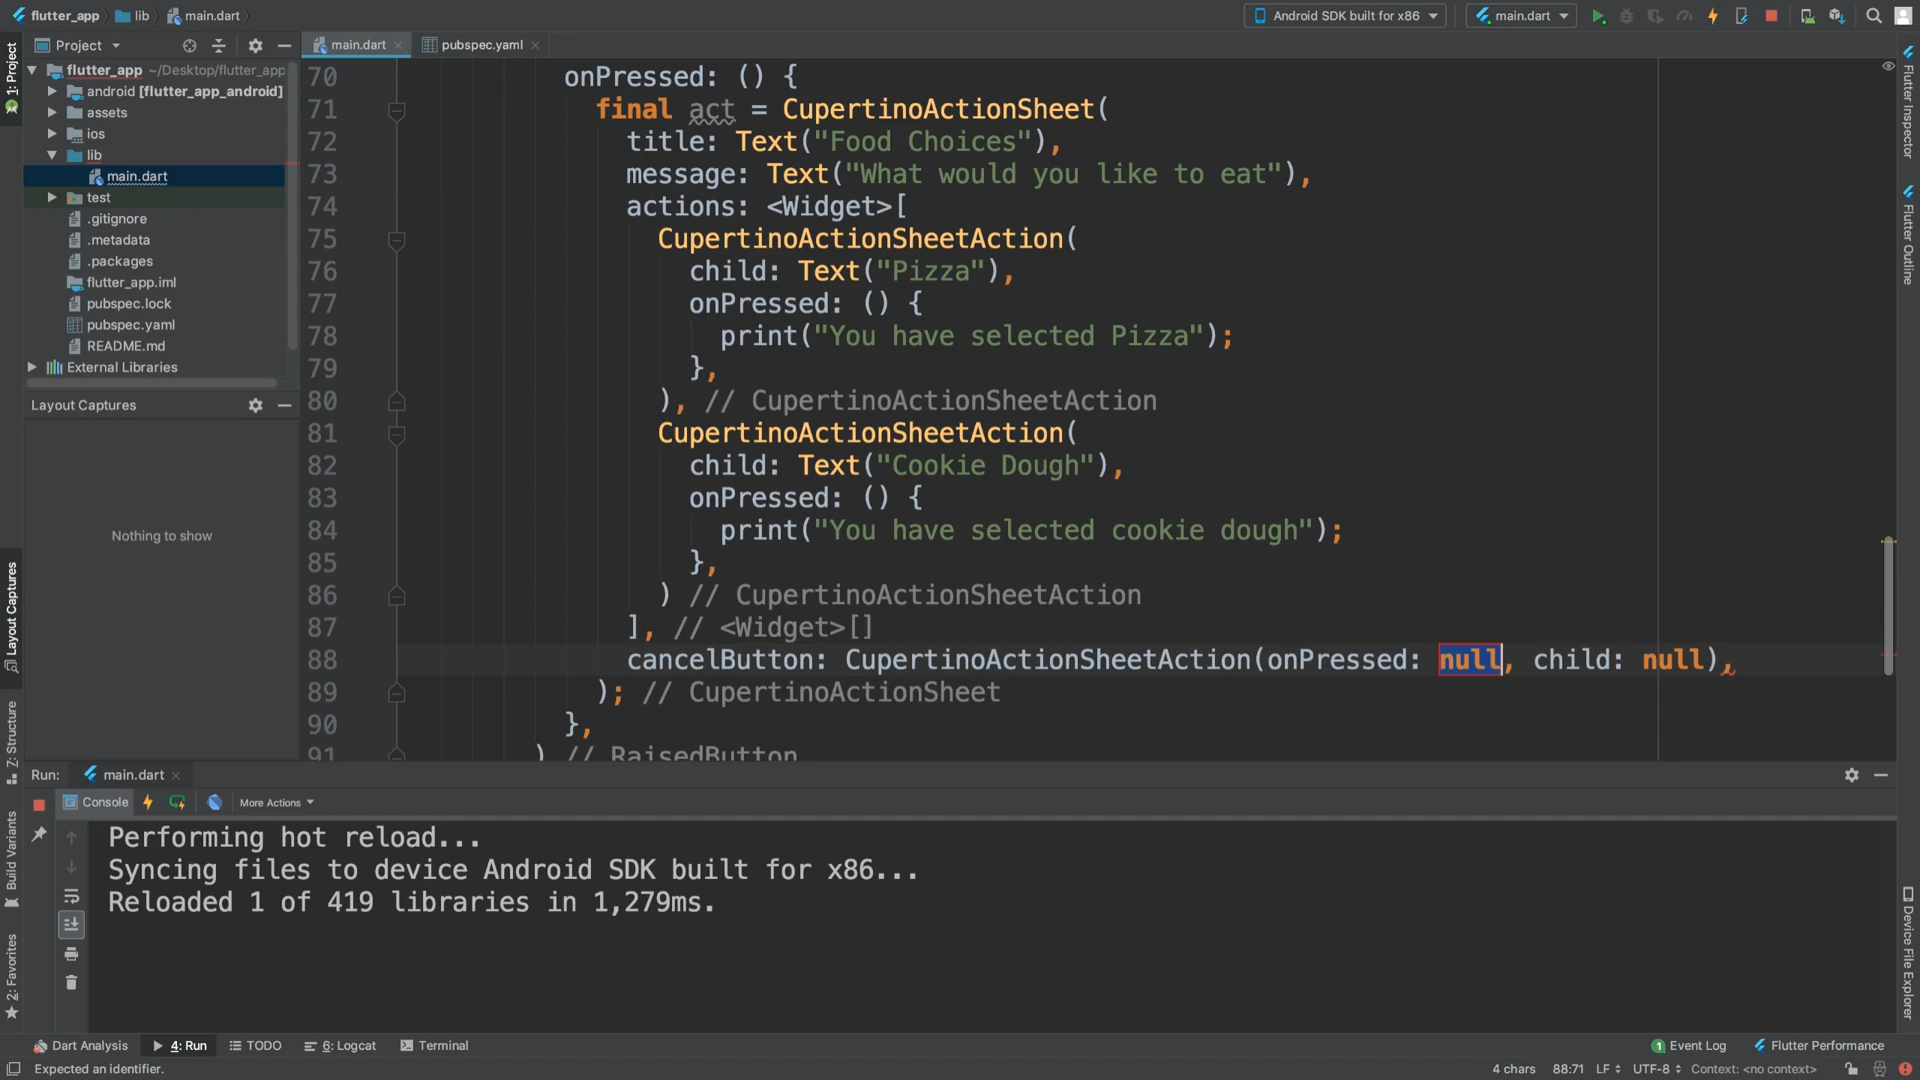 flutter_app lib main.dart Android SDK built for x86 main.dart
1: Project
Project
main.dart pubspec.yaml
flutter_app ~/Desktop/flutter_app
android [flutter_app_android]
assets
ios
lib
main.dart
test
.gitignore
.metadata
.packages
flutter_app.iml
pubspec.lock
pubspec.yaml
README.md
External Libraries
Layout Captures
Nothing to show
70 onPressed: () {
71 final act = CupertinoActionSheet(
72 title: Text("Food Choices"),
73 message: Text("What would you like to eat"),
74 actions: <Widget>[
75 CupertinoActionSheetAction(
76 child: Text("Pizza"),
77 onPressed: () {
78 print("You have selected Pizza");
79 },
80 ), // CupertinoActionSheetAction
81 CupertinoActionSheetAction(
82 child: Text("Cookie Dough"),
83 onPressed: () {
84 print("You have selected cookie dough");
85 },
86 ) // CupertinoActionSheetAction
87 ], // <Widget>[]
88 cancelButton: CupertinoActionSheetAction(onPressed: null, child: null),,
89 ); // CupertinoActionSheet
90 },
91 ) // RaisedButton
Flutter Inspector
Flutter Outline
Device File Explorer
Layout Captures
Z: Structure
Build Variants
2: Favorites
Run: main.dart
Console More Actions
Performing hot reload...
Syncing files to device Android SDK built for x86...
Reloaded 1 of 419 libraries in 1,279ms.
Dart Analysis 4: Run TODO 6: Logcat Terminal 1 Event Log Flutter Performance
Expected an identifier. 4 chars 88:71 LF UTF-8 Context: <no context>